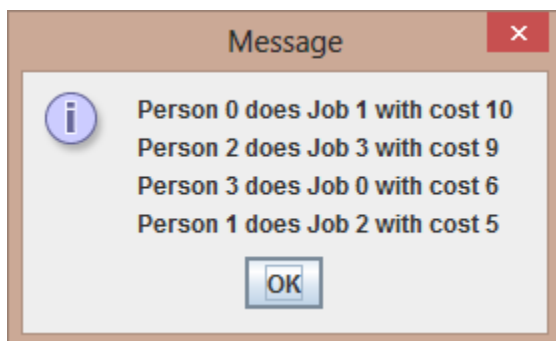 Message
Person 0 does Job 1 with cost 10
Person 2 does Job 3 with cost 9
Person 3 does Job 0 with cost 6
Person 1 does Job 2 with cost 5
OK